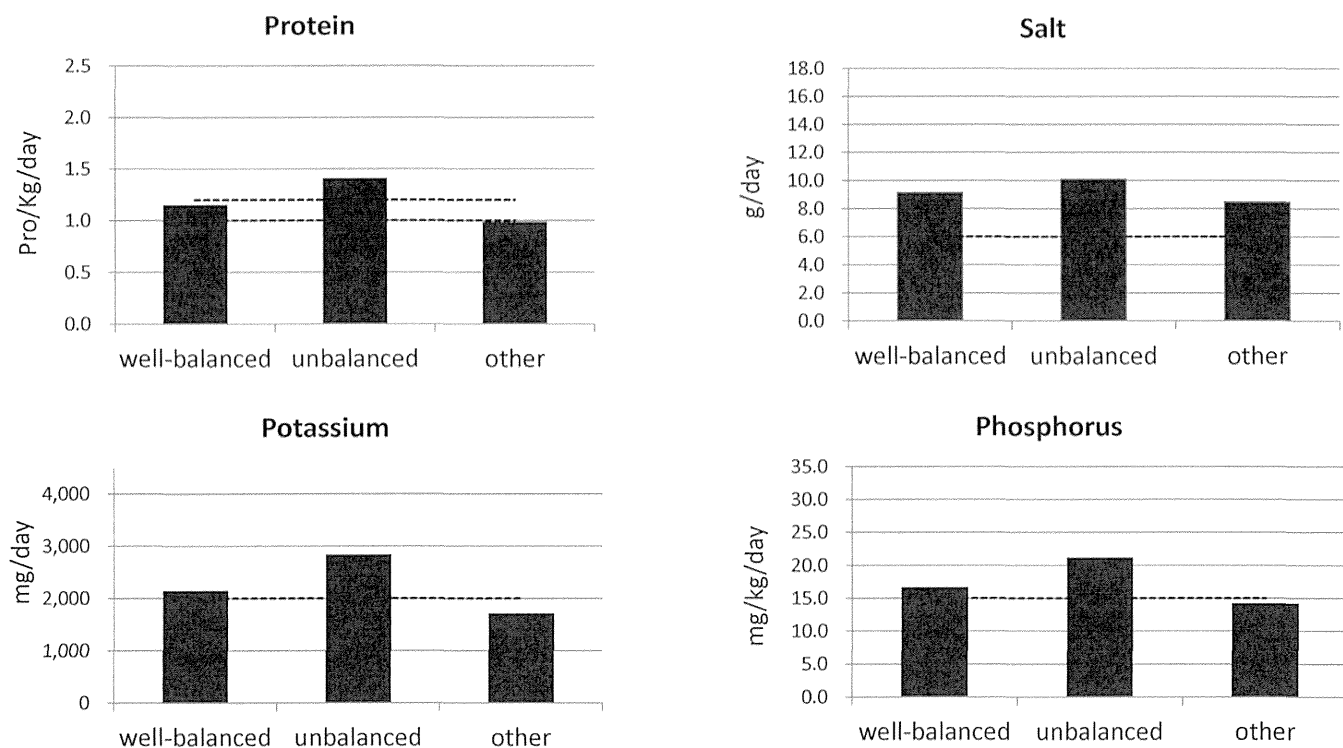 Protein
Pro/Kg/day
2.5
2.0
1.5
1.0
0.5
0.0
well-balanced unbalanced other
Salt
g/day
18.0
16.0
14.0
12.0
10.0
8.0
6.0
4.0
2.0
0.0
well-balanced unbalanced other
Potassium
mg/day
4,000
3,000
2,000
1,000
0
well-balanced unbalanced other
Phosphorus
mg/kg/day
35.0
30.0
25.0
20.0
15.0
10.0
5.0
0.0
well-balanced unbalanced other